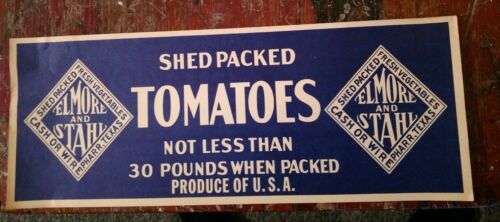 SHED PACKED
TOMATOES
NOT LESS THAN
30 POUNDS WHEN PACKED
PRODUCE OF U.S.A.
SHED PACKED
FRESH VEGETABLES
ELMORE
AND
STAHL
CASH OR WIRE
PHARR, TEXAS
SHED PACKED
FRESH VEGETABLES
ELMORE
AND
STAHL
CASH OR WIRE
PHARR, TEXAS